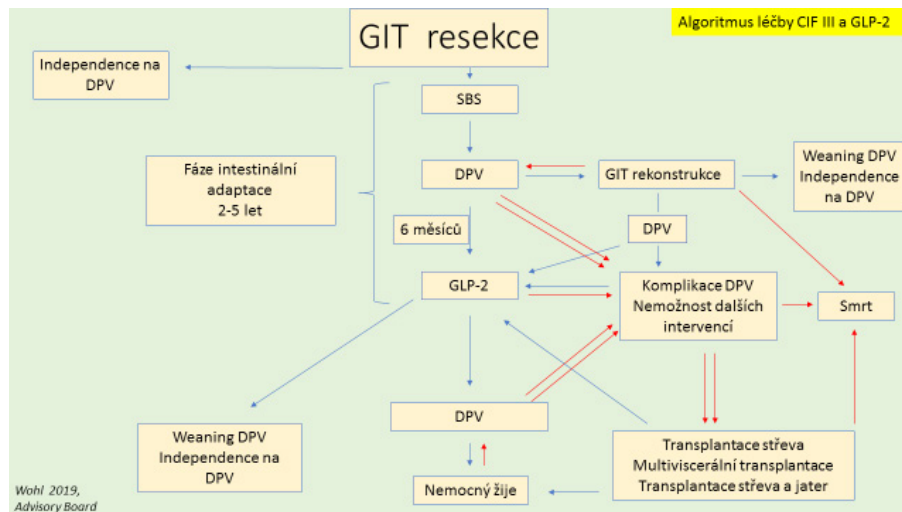 Algoritmus léčby CIF III a GLP-2
GIT resekce
Independence na
DPV
SBS
Fáze intestinální
adaptace
2-5 let
DPV
GIT rekonstrukce
Weaning DPV
Independence
na DPV
6 měsíců
DPV
GLP-2
Komplikace DPV
Nemožnost dalších
intervencí
Smrt
DPV
Weaning DPV
Independence na
DPV
Transplantace střeva
Multiviscerální transplantace
Transplantace střeva a jater
Nemocný žije
Wohl 2019,
Advisory Board